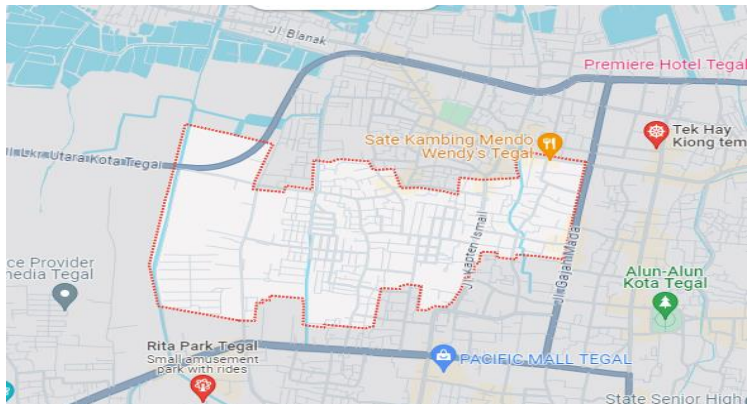 Jl. Blanak
Premiere Hotel Tegal
Sate Kambing Mendo
Wendy's Tegal
Tek Hay
Kiong tem
Jl. Lkr. Utara Kota Tegal
Jl. Kapten Ismail
Jl. Gajah Mada
ce Provider
media Tegal
Alun-Alun
Kota Tegal
Rita Park Tegal
Small amusement
park with rides
PACIFIC MALL TEGAL
State Senior High